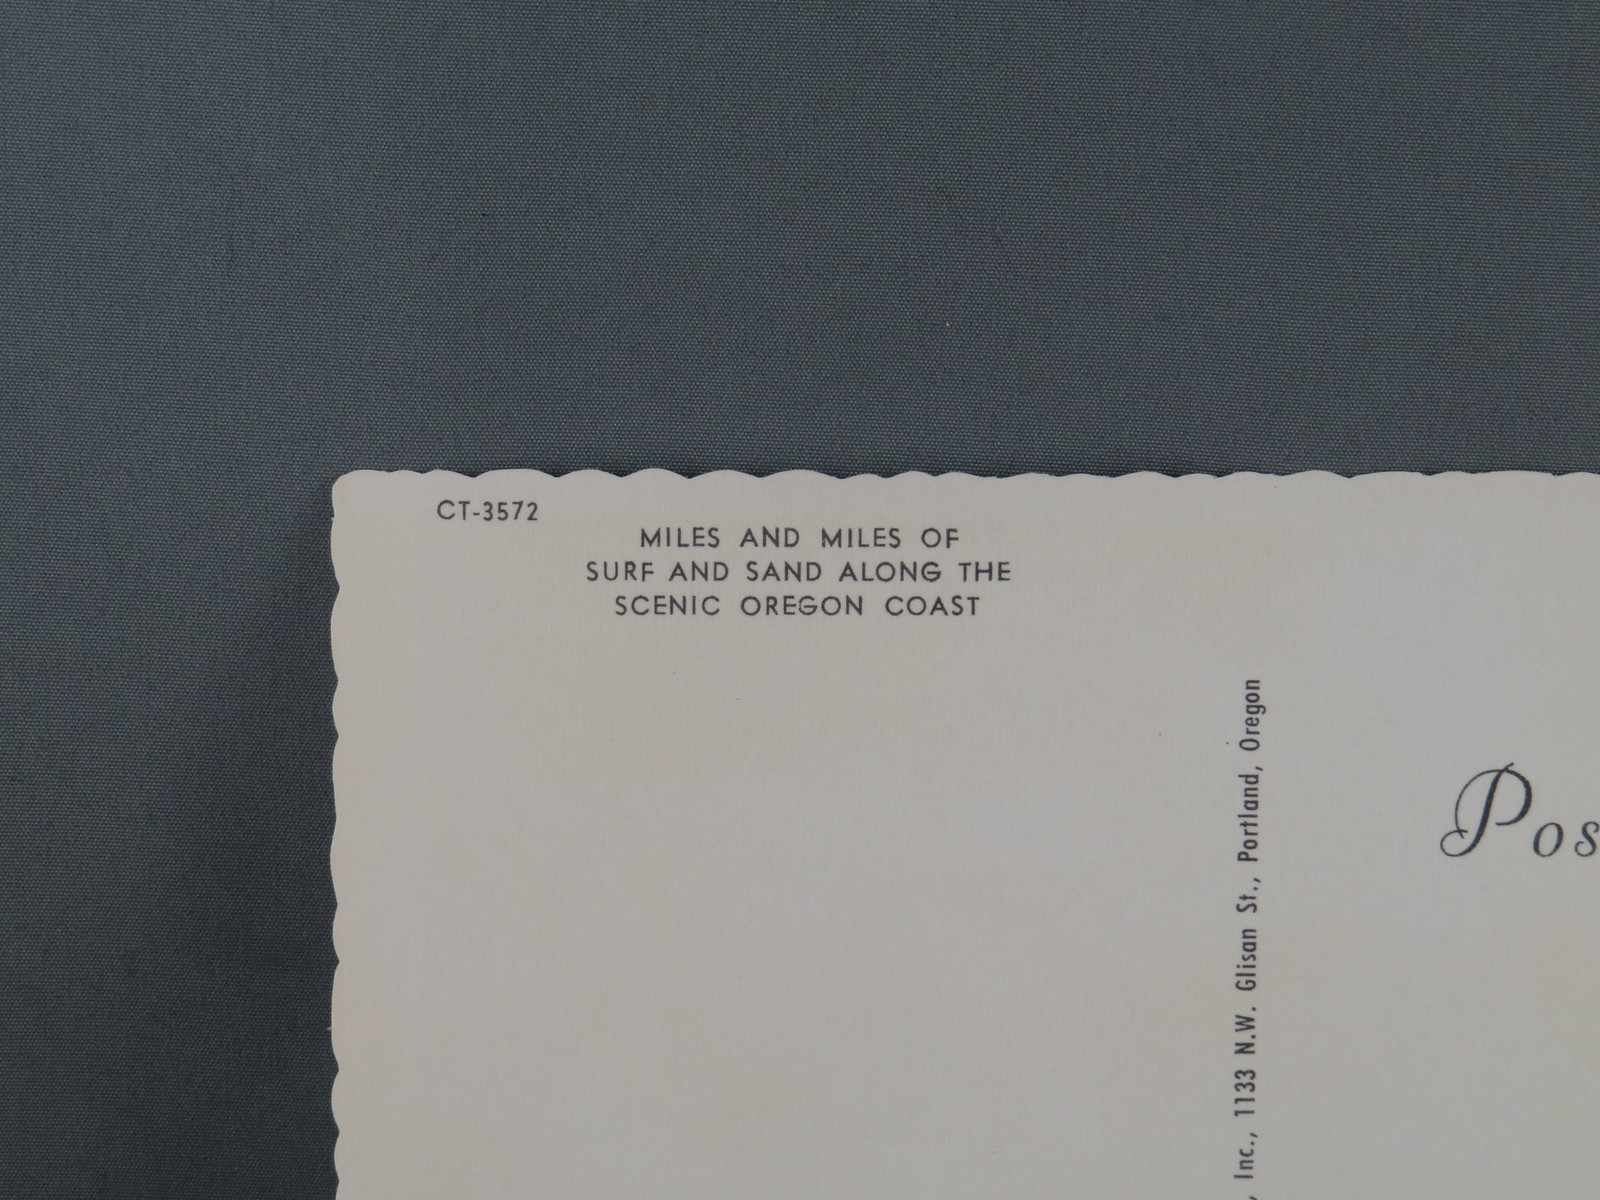 CT-3572
MILES AND MILES OF
SURF AND SAND ALONG THE
SCENIC OREGON COAST
, Inc., 1133 N.W. Glisan St., Portland, Oregon
Pos